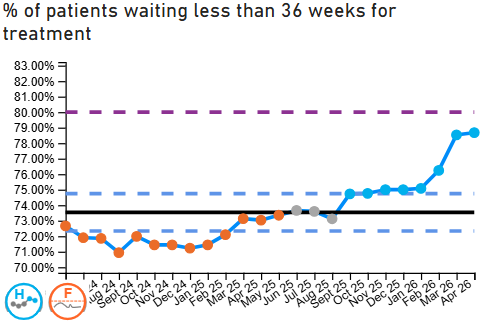 % of patients waiting less than 36 weeks for
treatment
83.00%
82.00%
81.00%
80.00%
79.00%
78.00%
77.00%
76.00%
75.00%
74.00%
73.00%
72.00%
71.00%
70.00%
Sept 24
Oct 24
Nov 24
Dec 24
Jan 25
Feb 25
Mar 25
Apr 25
May 25
Jun 25
Jul 25
Aug 25
Sept 25
Oct 25
Nov 25
Dec 25
Jan 26
Feb 26
Mar 26
Apr 26
H
F